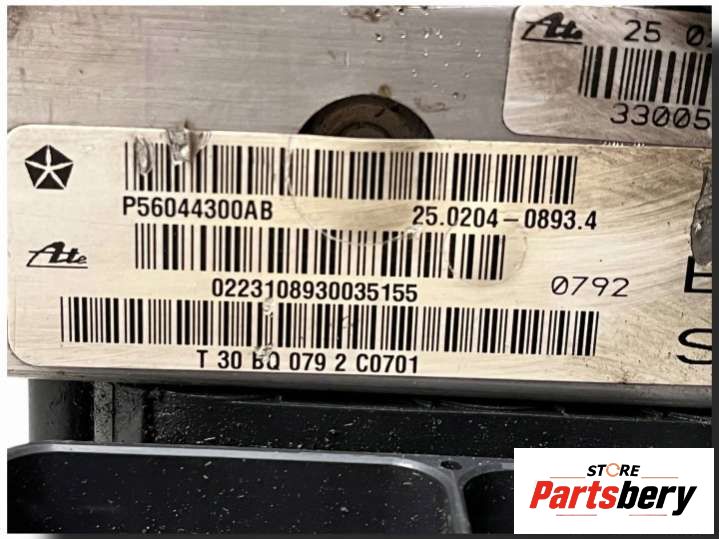 Ate 25 0
33005
P56044300AB 25.0204-0893.4
Ate
0223108930035155 0792
T 30 BQ 079 2 C0701
STORE
Partsbery